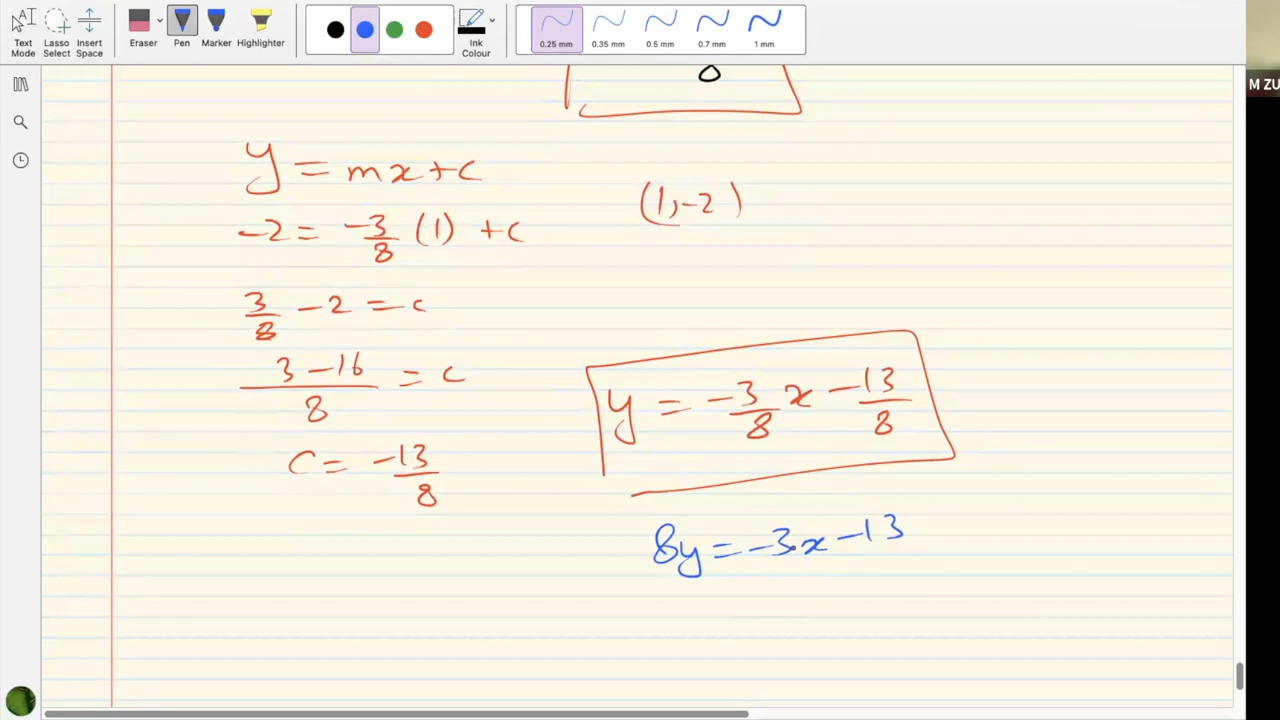 Text Mode
Lasso Select
Insert Space
Eraser
Pen
Marker
Highlighter
Ink Colour
0.25 mm
0.35 mm
0.5 mm
0.7 mm
1 mm
M ZU
8
y = mx+c
(1,-2)
-2 = -3/8 (1) +c
3/8 -2 = c
3-16/8 = c
y = -3/8 x -13/8
c = -13/8
8y = -3x -13